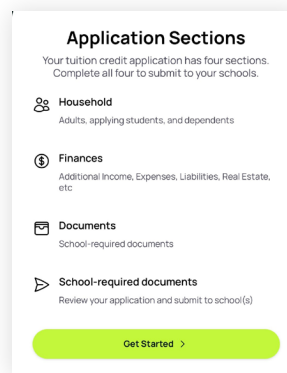 Application Sections
Your tuition credit application has four sections.
Complete all four to submit to your schools.
Household
Adults, applying students, and dependents
Finances
Additional Income, Expenses, Liabilities, Real Estate,
etc
Documents
School-required documents
School-required documents
Review your application and submit to school(s)
Get Started